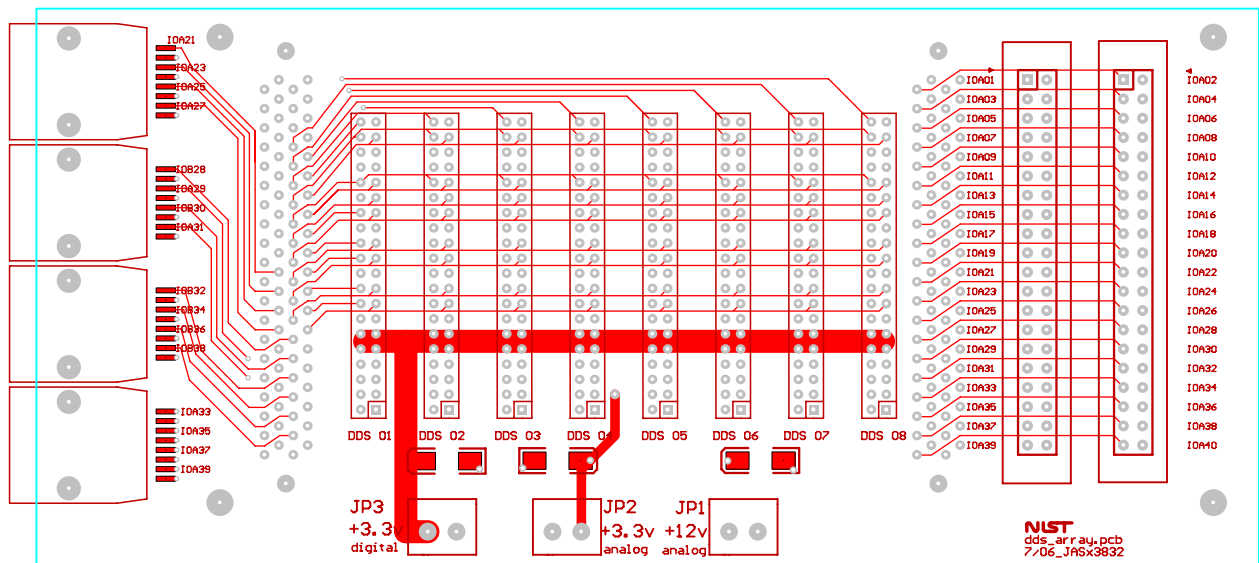 IOA21
IOA23
IOA25
IOA27
IOB28
IOA29
IOB30
IOA31
IOB32
IOB34
IOB36
IOB38
IOA33
IOA35
IOA37
IOA39
DDS 01
DDS 02
DDS 03
DDS 04
DDS 05
DDS 06
DDS 07
DDS 08
JP3
+3.3v
digital
JP2
+3.3v
analog
JP1
+12v
analog
IOA01
IOA03
IOA05
IOA07
IOA09
IOA11
IOA13
IOA15
IOA17
IOA19
IOA21
IOA23
IOA25
IOA27
IOA29
IOA31
IOA33
IOA35
IOA37
IOA39
IOA02
IOA04
IOA06
IOA08
IOA10
IOA12
IOA14
IOA16
IOA18
IOA20
IOA22
IOA24
IOA26
IOA28
IOA30
IOA32
IOA34
IOA36
IOA38
IOA40
NIST
dds_array.pcb
7/06_JASx3832